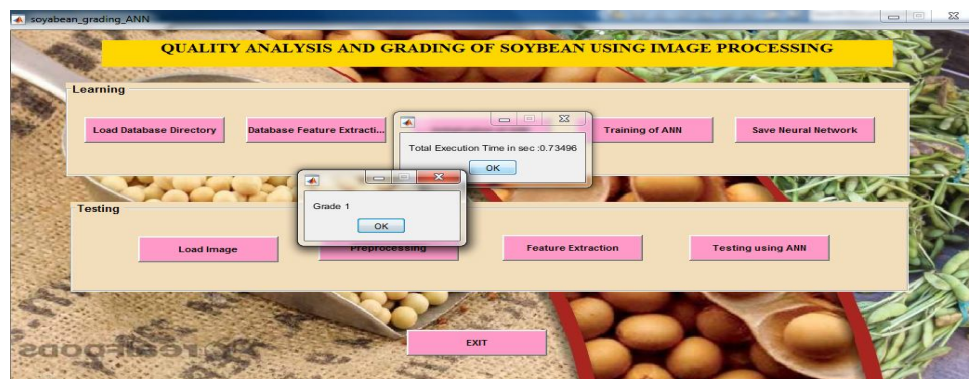 soyabean_grading_ANN
QUALITY ANALYSIS AND GRADING OF SOYBEAN USING IMAGE PROCESSING
Learning
Load Database Directory
Database Feature Extracti...
Training of ANN
Save Neural Network
Total Execution Time in sec :0.73496
OK
Grade 1
OK
Testing
Load Image
Preprocessing
Feature Extraction
Testing using ANN
EXIT